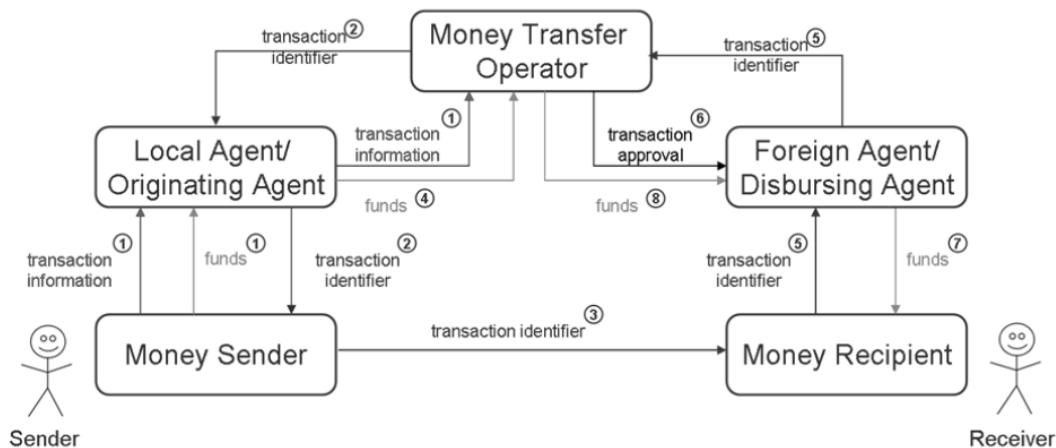 Money Transfer
Operator
transaction ②
identifier
transaction ⑤
identifier
transaction ①
information
funds ④
transaction ⑥
approval
funds ⑧
Local Agent/
Originating Agent
Foreign Agent/
Disbursing Agent
transaction ①
information
funds ①
transaction ②
identifier
transaction ⑤
identifier
funds ⑦
Money Sender
transaction identifier ③
Money Recipient
Sender
Receiver